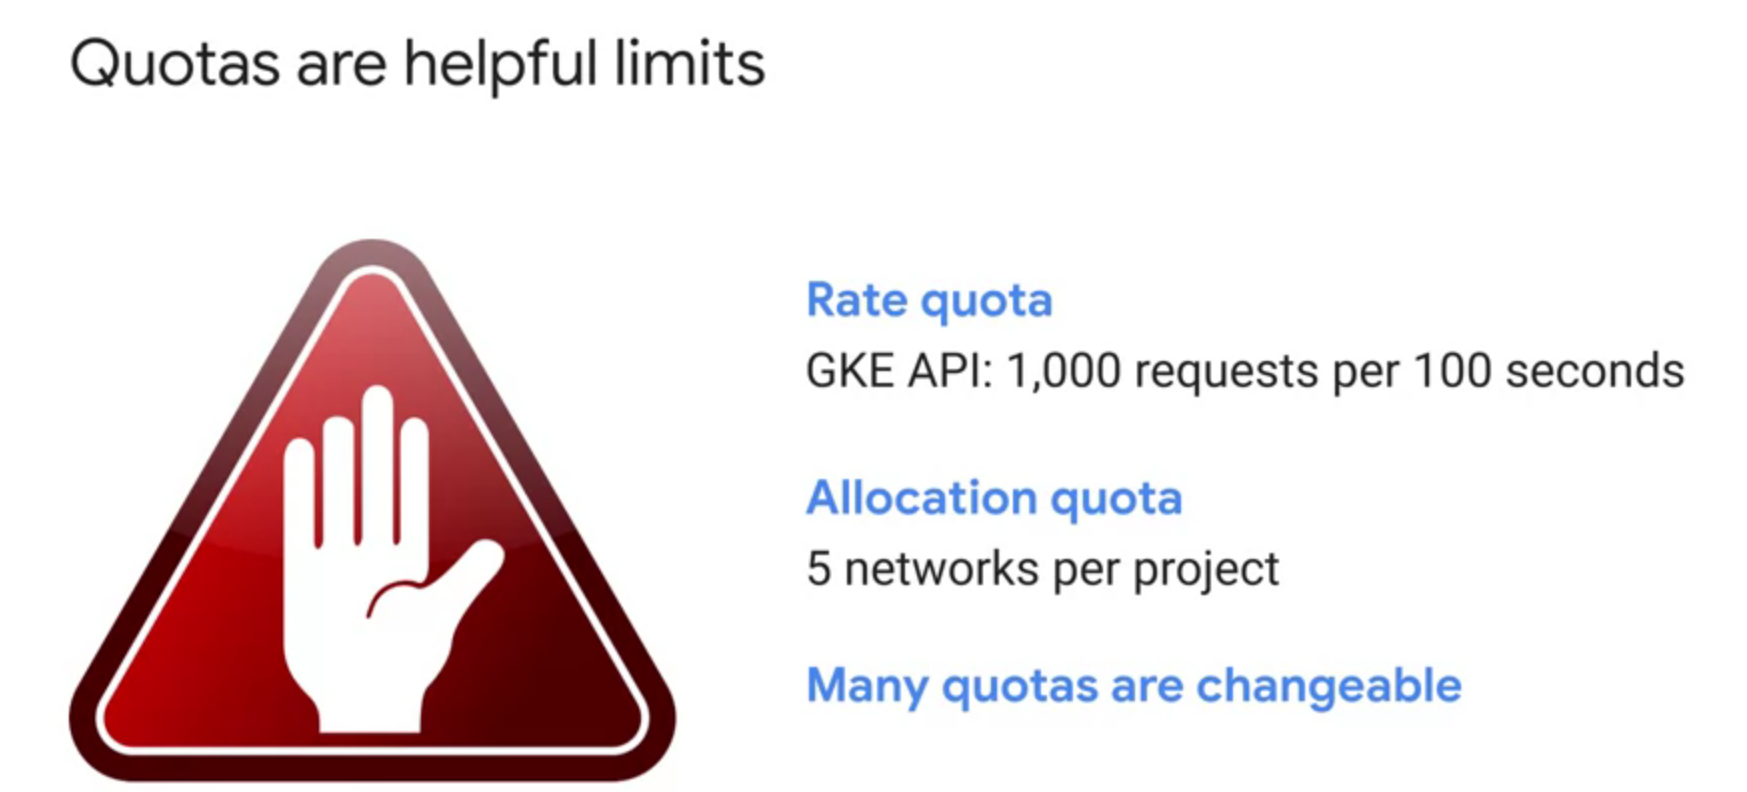 Quotas are helpful limits
Rate quota
GKE API: 1,000 requests per 100 seconds
Allocation quota
5 networks per project
Many quotas are changeable